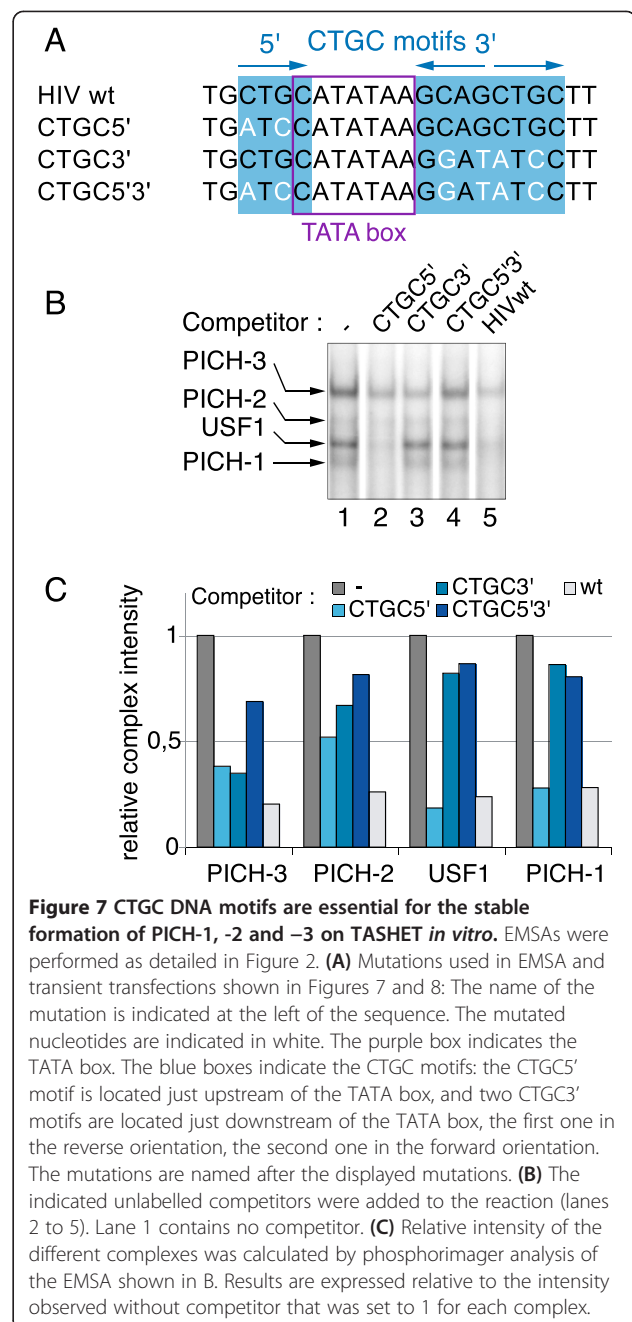 A
5' CTGC motifs 3'
HIV wt TGCTGCATATAAGCAGCTGCTT
CTGC5' TGATCCATATAAGCAGCTGCTT
CTGC3' TGCTGCATATAAGGATATCCTT
CTGC5'3' TGATCCATATAAGGATATCCTT
TATA box
B
Competitor : - CTGC5' CTGC3' CTGC5'3' HIVwt
PICH-3
PICH-2
USF1
PICH-1
1 2 3 4 5
C
Competitor : - CTGC3' wt
CTGC5' CTGC5'3'
relative complex intensity
1
0,5
0
PICH-3 PICH-2 USF1 PICH-1
Figure 7 CTGC DNA motifs are essential for the stable
formation of PICH-1, -2 and −3 on TASHET in vitro. EMSAs were
performed as detailed in Figure 2. (A) Mutations used in EMSA and
transient transfections shown in Figures 7 and 8: The name of the
mutation is indicated at the left of the sequence. The mutated
nucleotides are indicated in white. The purple box indicates the
TATA box. The blue boxes indicate the CTGC motifs: the CTGC5'
motif is located just upstream of the TATA box, and two CTGC3'
motifs are located just downstream of the TATA box, the first one in
the reverse orientation, the second one in the forward orientation.
The mutations are named after the displayed mutations. (B) The
indicated unlabelled competitors were added to the reaction (lanes
2 to 5). Lane 1 contains no competitor. (C) Relative intensity of the
different complexes was calculated by phosphorimager analysis of
the EMSA shown in B. Results are expressed relative to the intensity
observed without competitor that was set to 1 for each complex.